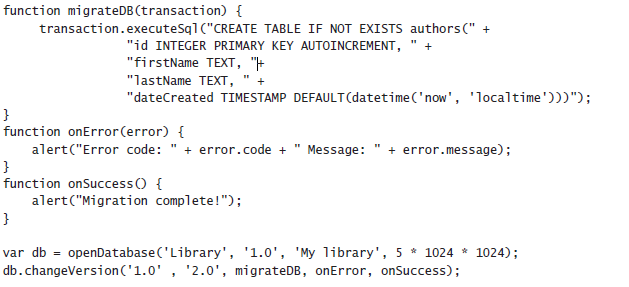 function migrateDB(transaction) {
     transaction.executeSql("CREATE TABLE IF NOT EXISTS authors(" +
                 "id INTEGER PRIMARY KEY AUTOINCREMENT, " +
                 "firstName TEXT, "+
                 "lastName TEXT, " +
                 "dateCreated TIMESTAMP DEFAULT(datetime('now', 'localtime')))");
}
function onError(error) {
    alert("Error code: " + error.code + " Message: " + error.message);
}
function onSuccess() {
    alert("Migration complete!");
}

var db = openDatabase('Library', '1.0', 'My library', 5 * 1024 * 1024);
db.changeVersion('1.0' , '2.0', migrateDB, onError, onSuccess);